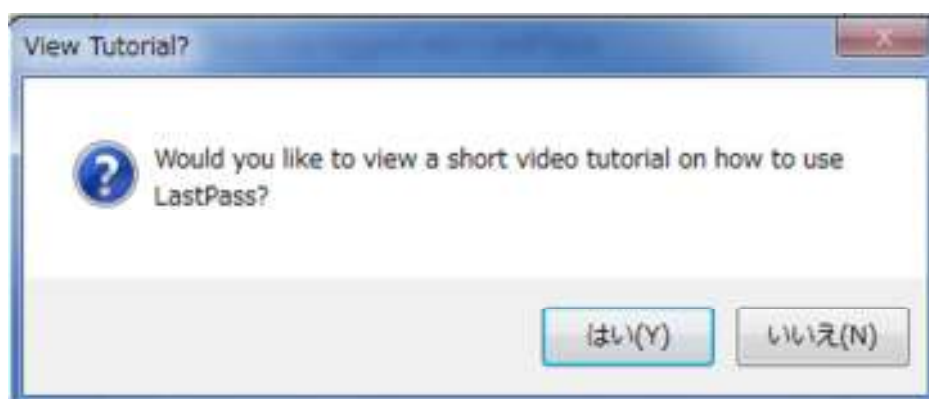 View Tutorial?
Would you like to view a short video tutorial on how to use
LastPass?
はい(Y)
いいえ(N)